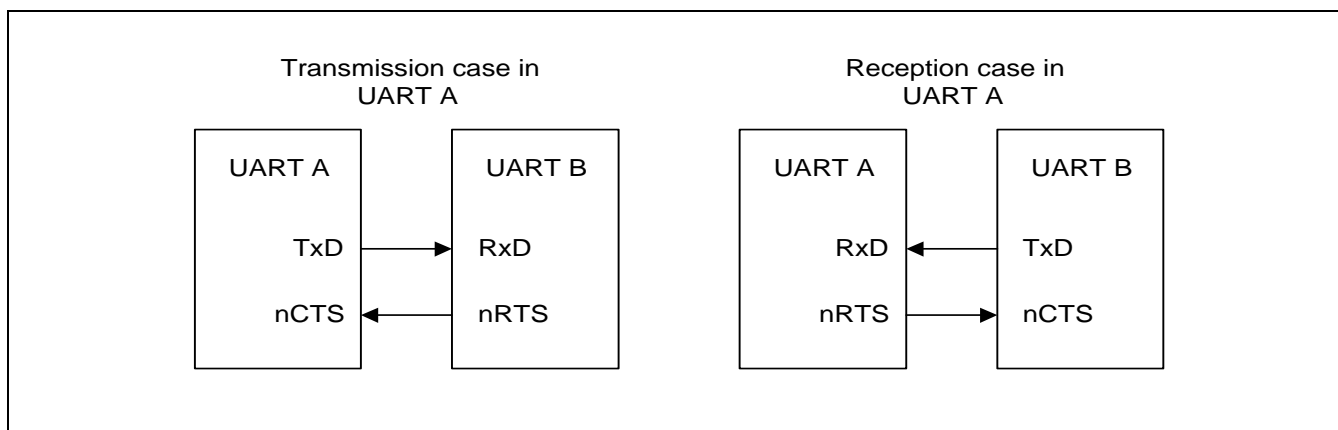 Transmission case in
UART A
UART A
UART B
TxD
RxD
nCTS
nRTS
Reception case in
UART A
UART A
UART B
RxD
TxD
nRTS
nCTS